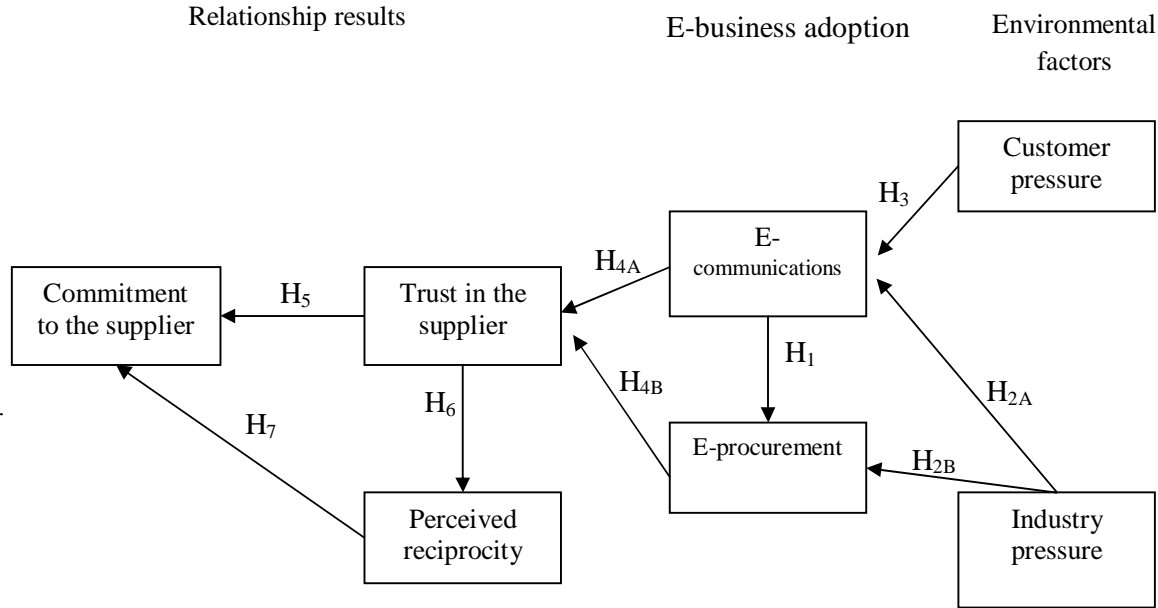 Relationship results
E-business adoption
Environmental
factors
Customer
pressure
H3
E-
communications
H4A
Commitment
to the supplier
H5
Trust in the
supplier
H1
H4B
H2A
H6
H7
E-procurement
H2B
Perceived
reciprocity
Industry
pressure